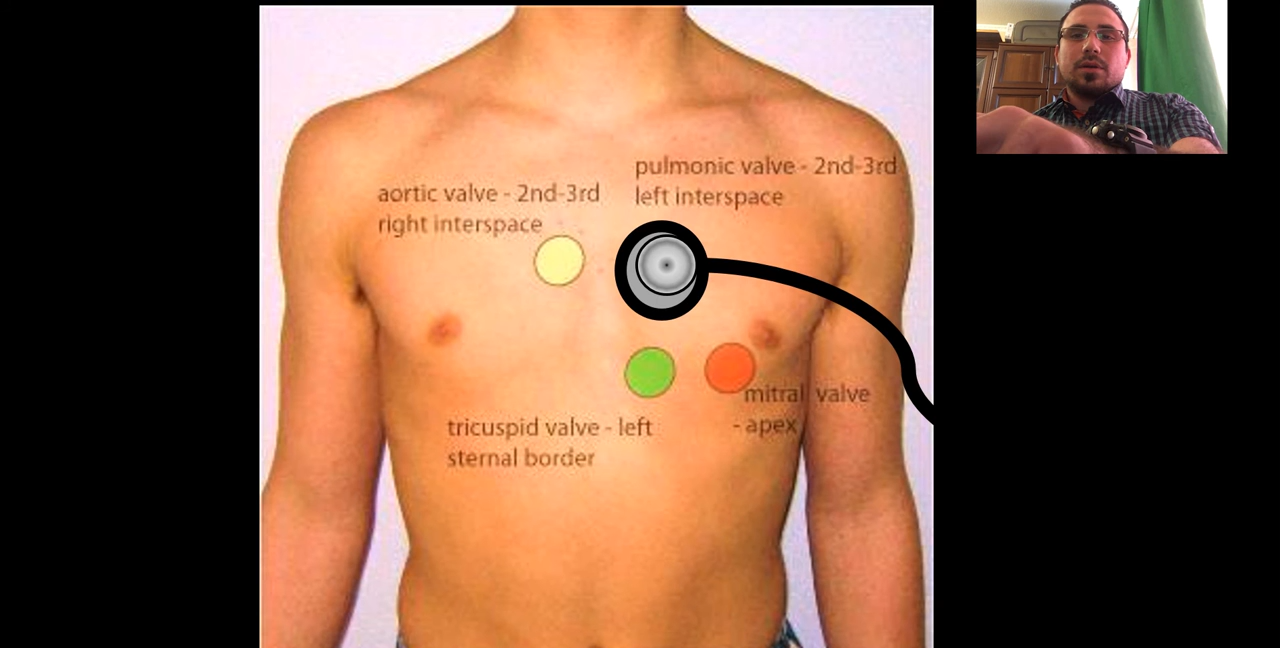 aortic valve - 2nd-3rd
right interspace
pulmonic valve - 2nd-3rd
left interspace
tricuspid valve - left
sternal border
mitral valve
- apex